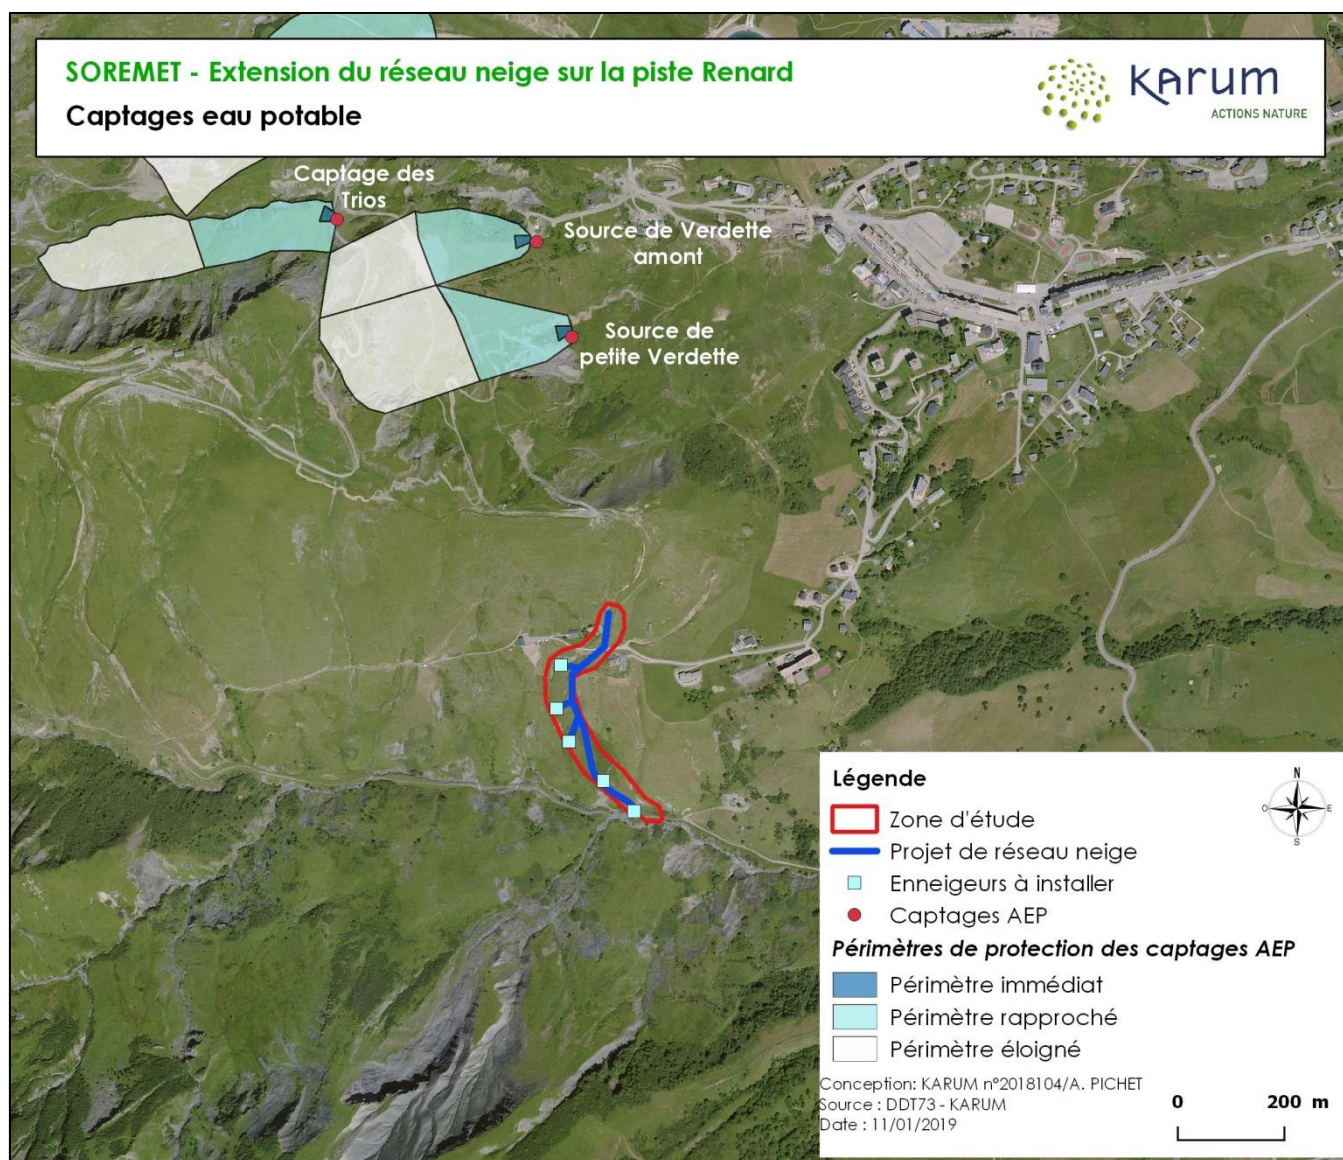 SOREMET - Extension du réseau neige sur la piste Renard
Captages eau potable
Karum
ACTIONS NATURE
Captage des
Trios
Source de Verdette
amont
Source de
petite Verdette
Légende
N
O
E
S
Zone d'étude
Projet de réseau neige
Enneigeurs à installer
Captages AEP
Périmètres de protection des captages AEP
Périmètre immédiat
Périmètre rapproché
Périmètre éloigné
Conception: KARUM n°2018104/A. PICHET
Source : DDT73 - KARUM
Date : 11/01/2019
0 200 m